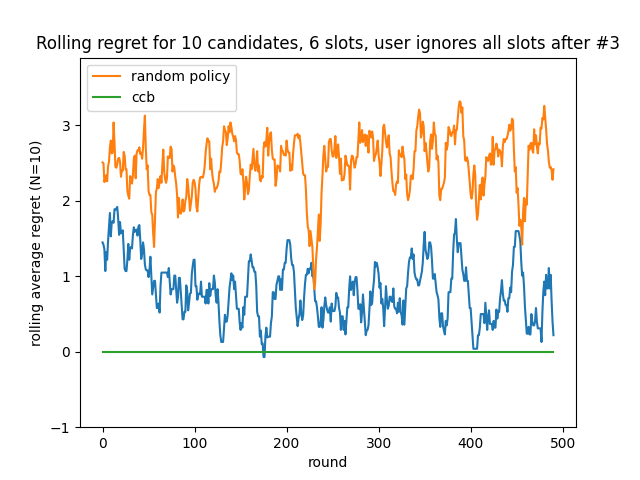 Rolling regret for 10 candidates, 6 slots, user ignores all slots after #3
random policy
ccb
rolling average regret (N=10)
3
2
1
0
−1
0 100 200 300 400 500
round